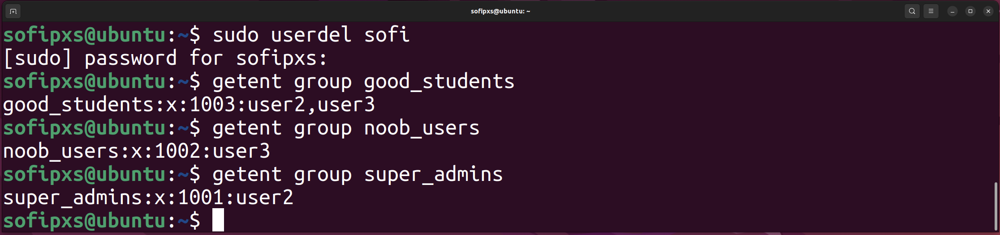 sofipxs@ubuntu: ~
sofipxs@ubuntu:~$ sudo userdel sofi
[sudo] password for sofipxs:
sofipxs@ubuntu:~$ getent group good_students
good_students:x:1003:user2,user3
sofipxs@ubuntu:~$ getent group noob_users
noob_users:x:1002:user3
sofipxs@ubuntu:~$ getent group super_admins
super_admins:x:1001:user2
sofipxs@ubuntu:~$